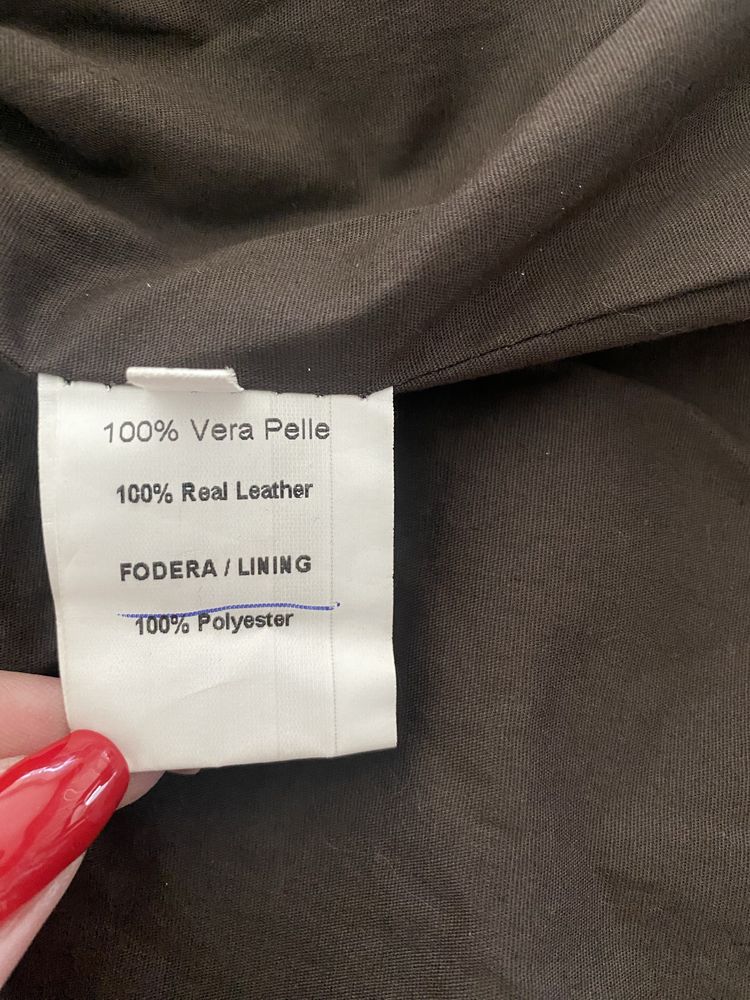 100% Vera Pelle
100% Real Leather
FODERA / LINING
100% Polyester